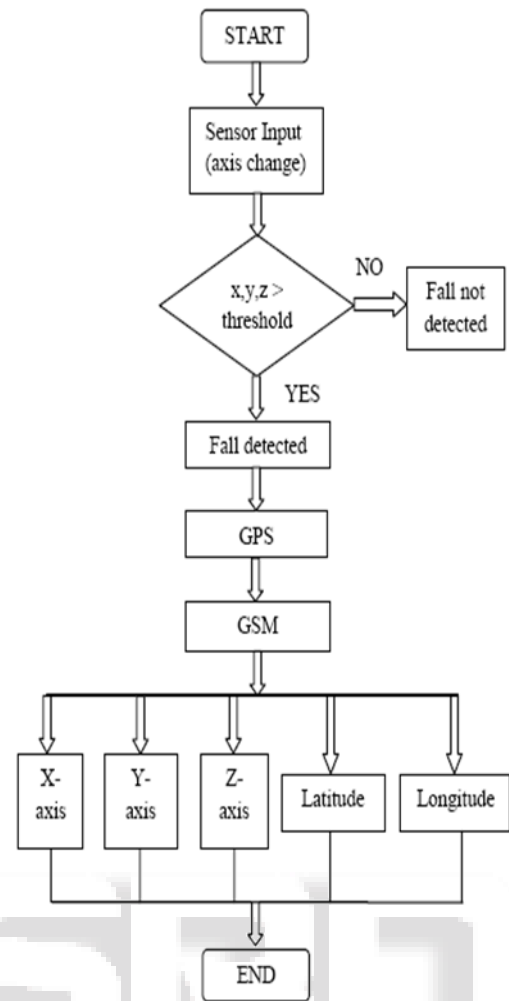 START
Sensor Input
(axis change)
x,y,z >
threshold
NO
Fall not
detected
YES
Fall detected
GPS
GSM
X-
axis
Y-
axis
Z-
axis
Latitude
Longitude
END